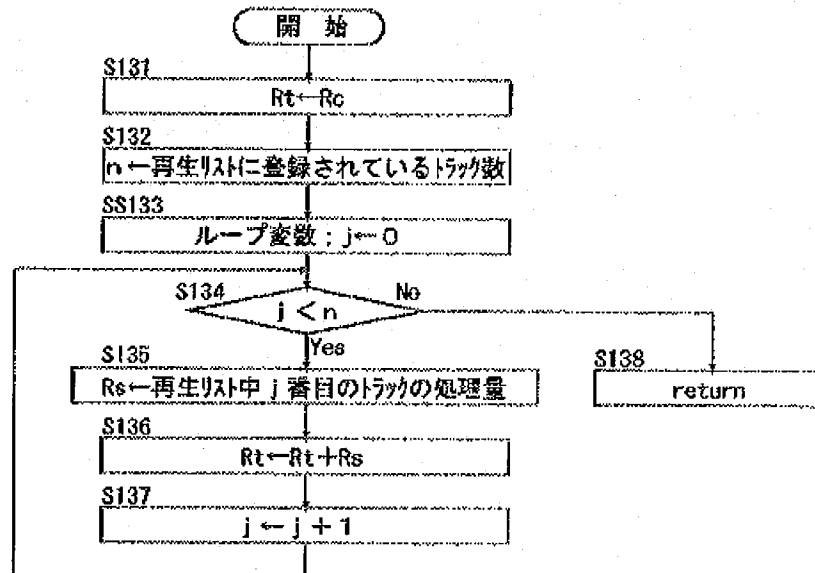 開 始
S131
Rt←Rc
S132
n←再生リストに登録されているトラック数
SS133
ループ変数;j←0
S134
j<n
No
Yes
S135
Rs←再生リスト中j番目のトラックの処理量
S138
return
S136
Rt←Rt+Rs
S137
j←j+1